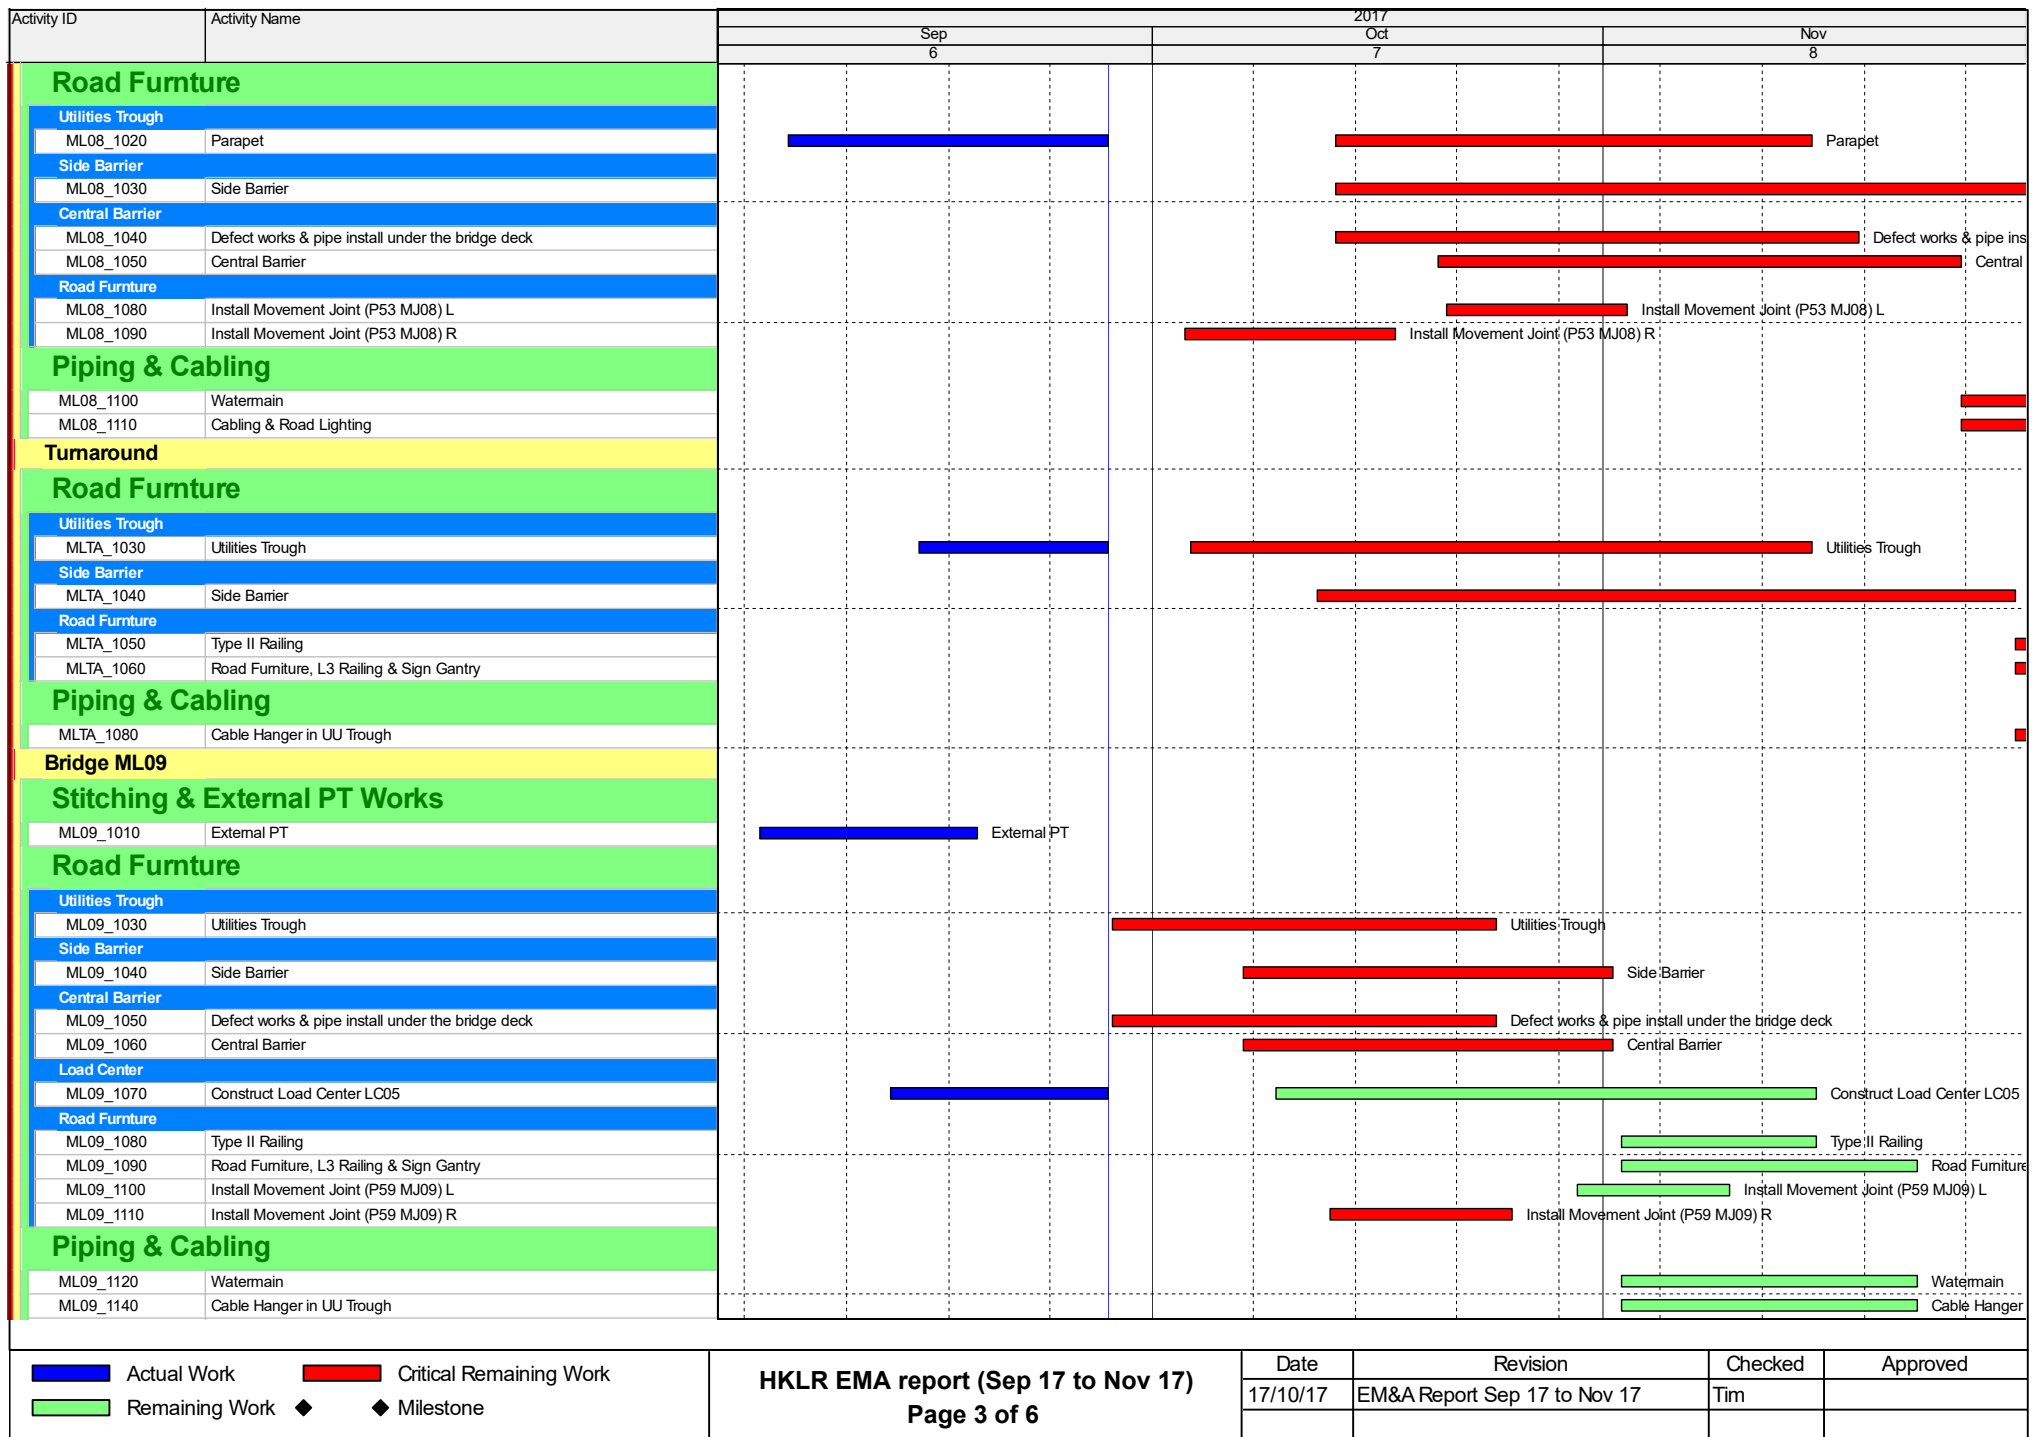 Activity ID Activity Name 2017
Sep Oct Nov
6 7 8
Road Furnture
Utilities Trough
ML08_1020 Parapet Parapet
Side Barrier
ML08_1030 Side Barrier
Central Barrier
ML08_1040 Defect works & pipe install under the bridge deck Defect works & pipe ins
ML08_1050 Central Barrier Central
Road Furnture
ML08_1080 Install Movement Joint (P53 MJ08) L Install Movement Joint (P53 MJ08) L
ML08_1090 Install Movement Joint (P53 MJ08) R Install Movement Joint (P53 MJ08) R
Piping & Cabling
ML08_1100 Watermain
ML08_1110 Cabling & Road Lighting
Turnaround
Road Furnture
Utilities Trough
MLTA_1030 Utilities Trough Utilities Trough
Side Barrier
MLTA_1040 Side Barrier
Road Furnture
MLTA_1050 Type II Railing
MLTA_1060 Road Furniture, L3 Railing & Sign Gantry
Piping & Cabling
MLTA_1080 Cable Hanger in UU Trough
Bridge ML09
Stitching & External PT Works
ML09_1010 External PT External PT
Road Furnture
Utilities Trough
ML09_1030 Utilities Trough Utilities Trough
Side Barrier
ML09_1040 Side Barrier Side Barrier
Central Barrier
ML09_1050 Defect works & pipe install under the bridge deck Defect works & pipe install under the bridge deck
ML09_1060 Central Barrier Central Barrier
Load Center
ML09_1070 Construct Load Center LC05 Construct Load Center LC05
Road Furnture
ML09_1080 Type II Railing Type II Railing
ML09_1090 Road Furniture, L3 Railing & Sign Gantry Road Furniture
ML09_1100 Install Movement Joint (P59 MJ09) L Install Movement Joint (P59 MJ09) L
ML09_1110 Install Movement Joint (P59 MJ09) R Install Movement Joint (P59 MJ09) R
Piping & Cabling
ML09_1120 Watermain Watermain
ML09_1140 Cable Hanger in UU Trough Cable Hanger
Actual Work Critical Remaining Work
Remaining Work Milestone
HKLR EMA report (Sep 17 to Nov 17)
Page 3 of 6
Date Revision Checked Approved
17/10/17 EM&A Report Sep 17 to Nov 17 Tim